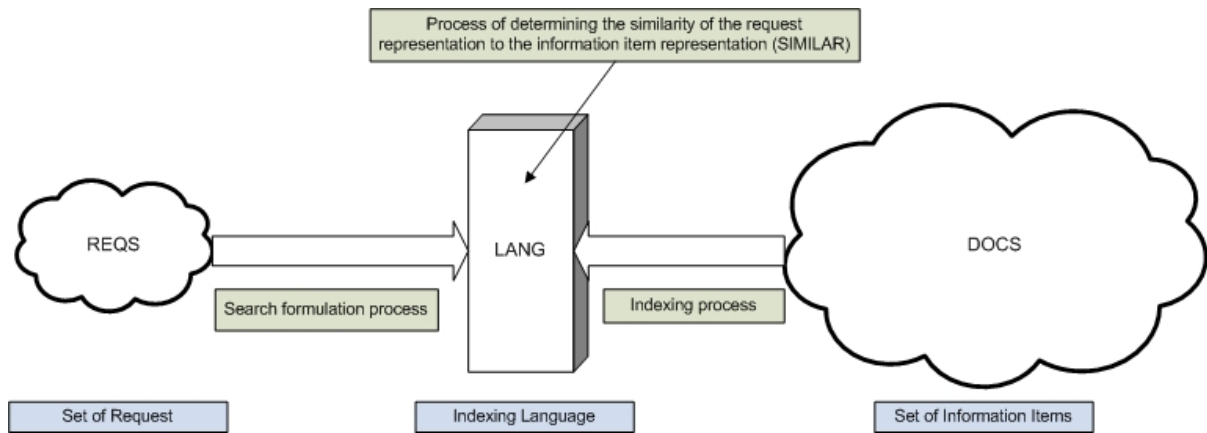 Process of determining the similarity of the request
representation to the information item representation (SIMILAR)
REQS
LANG
DOCS
Search formulation process
Indexing process
Set of Request
Indexing Language
Set of Information Items